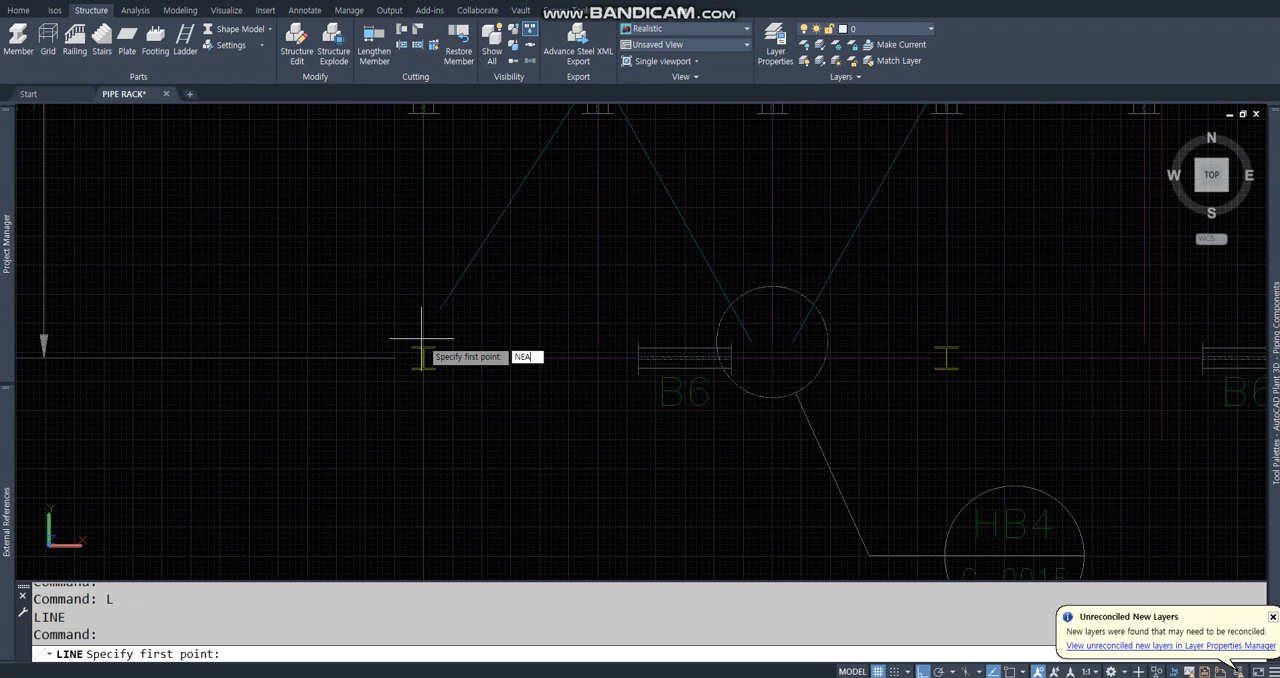 Home Structure Analysis Modeling Visualize Insert Annotate Manage Output Add-ins Collaborate Vault
www.BANDICAM.com
Member Grid Railing Stairs Plate Footing Ladder
Shape Model
Settings
Structure Edit
Structure Explode
Lengthen Member
Restore Member
Show All
Advance Steel XML Export
Realistic
Unsaved View
Single viewport
Layer Properties
0
Make Current
Match Layer
Parts Modify Cutting Visibility Export View Layers
Start PIPE RACK*
Project Manager
External References
Tool Palettes - AutoCAD Plant 3D - Piping Components
N
W TOP E
S
WCS
Specify first point: NEA
B6
B6
HB4
Y
X
Command:
Command: L
LINE
Command:
LINE Specify first point:
Unreconciled New Layers
New layers were found that may need to be reconciled.
View unreconciled new layers in Layer Properties Manager
MODEL 1:1